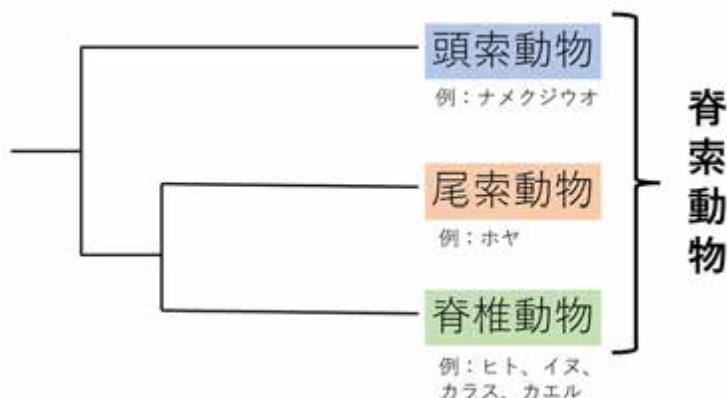 頭索動物
例：ナメクジウオ
尾索動物
例：ホヤ
脊椎動物
例：ヒト、イヌ、
カラス、カエル
脊索動物